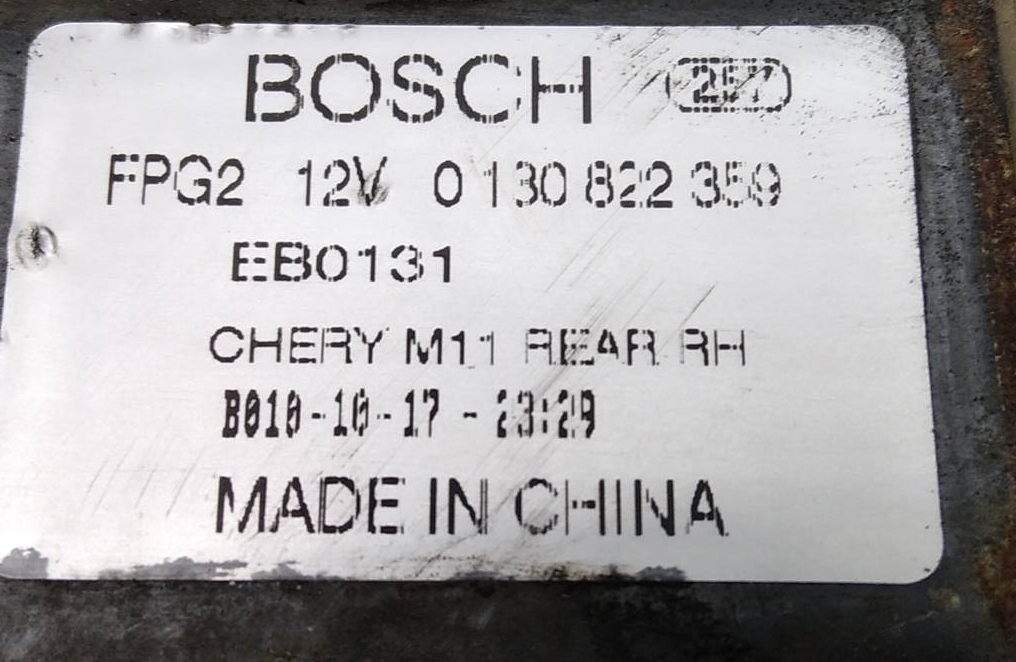 BOSCH 257
FPG2 12V 0 130 822 359
EB0131
CHERY M11 REAR RH
B010-10-17 - 23:29
MADE IN CHINA